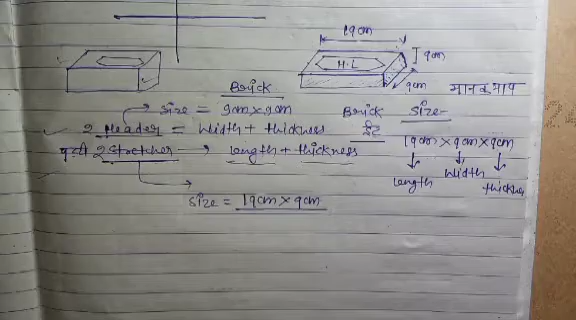 19cm
H.L
9cm
9cm
Brick
मानक माप
size = 9cm×9cm
Brick size-
2 Header = Width + thickness
ईंट
19cm × 9cm × 9cm
2 Stretcher → length + thickness
length width thickness
size = 19cm × 9cm